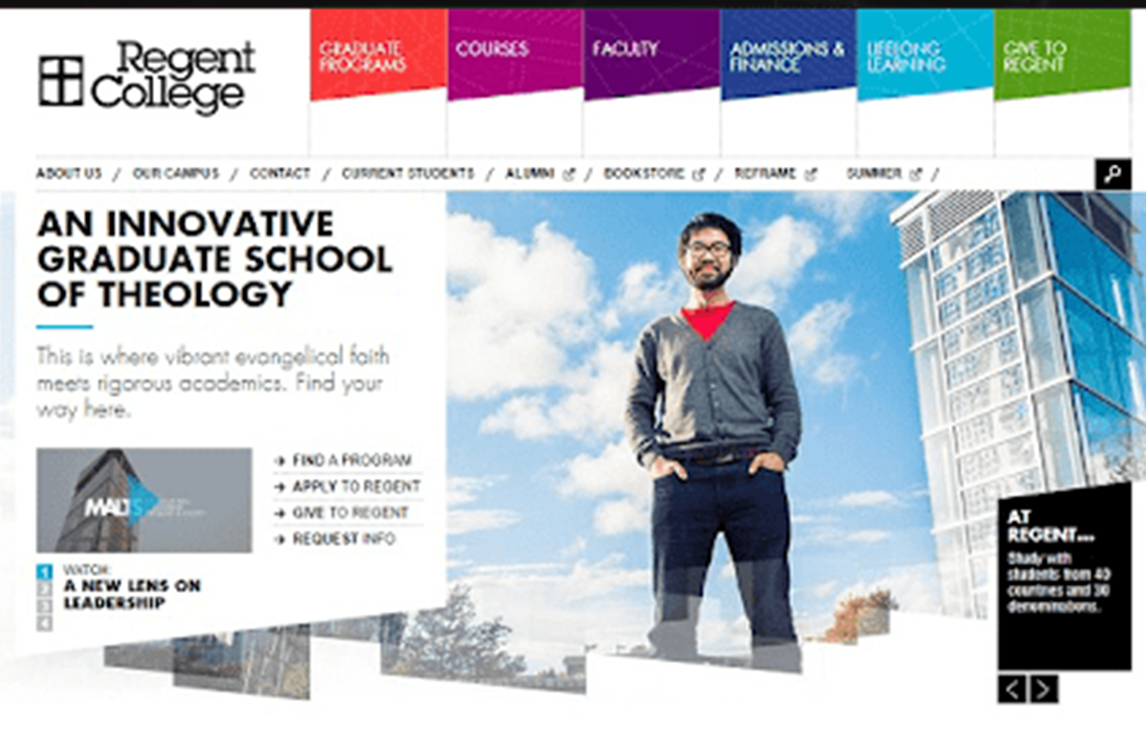 Regent
College
GRADUATE
PROGRAMS
COURSES
FACULTY
ADMISSIONS &
FINANCE
LIFELONG
LEARNING
GIVE TO
REGENT
ABOUT US / OUR CAMPUS / CONTACT / CURRENT STUDENTS / ALUMNI / BOOKSTORE / REFRAME SUMMER /
AN INNOVATIVE
GRADUATE SCHOOL
OF THEOLOGY
This is where vibrant evangelical faith
meets rigorous academics. Find your
way here.
MALTS
FIND A PROGRAM
APPLY TO REGENT
GIVE TO REGENT
REQUEST INFO
1
2
3
4
WATCH:
A NEW LENS ON
LEADERSHIP
AT
REGENT...
Study with
students from 40
countries and 30
denominations.